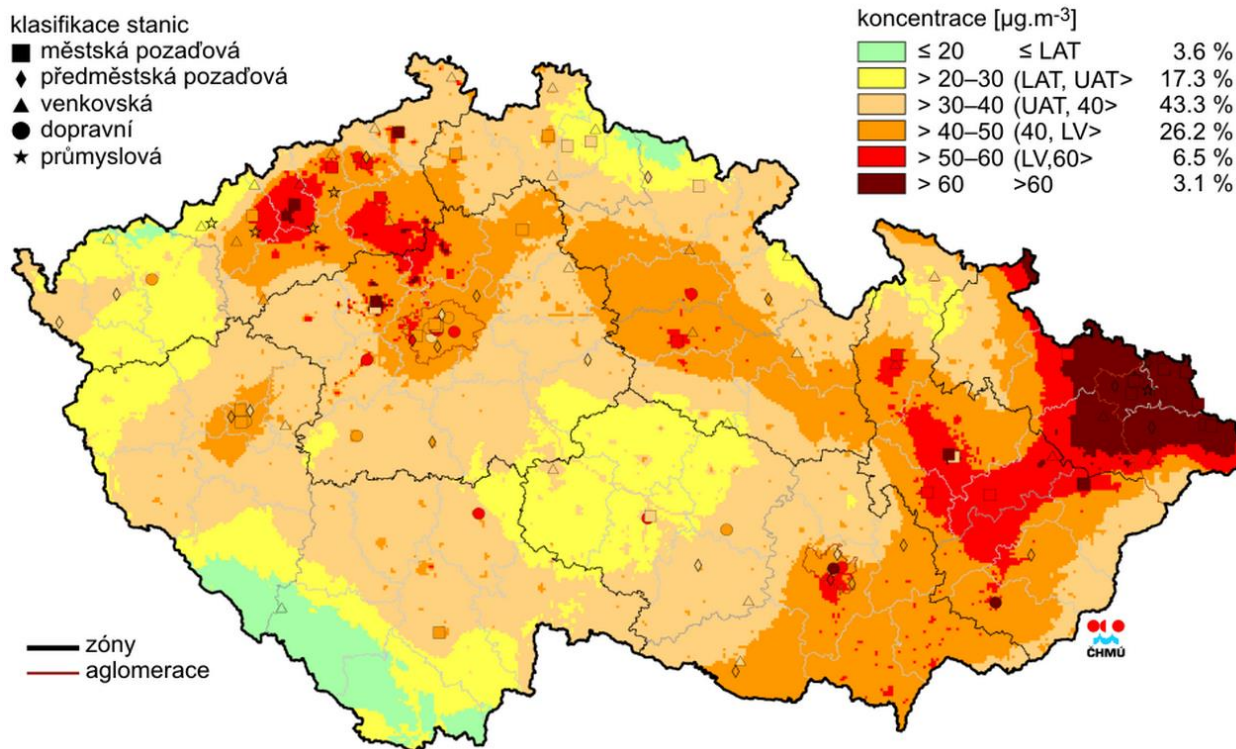 klasifikace stanic
městská pozaďová
předměstská pozaďová
venkovská
dopravní
průmyslová
koncentrace [µg.m-3]
≤ 20 ≤ LAT 3.6 %
> 20–30 (LAT, UAT> 17.3 %
> 30–40 (UAT, 40> 43.3 %
> 40–50 (40, LV> 26.2 %
> 50–60 (LV,60> 6.5 %
> 60 >60 3.1 %
zóny
aglomerace
ČHMÚ